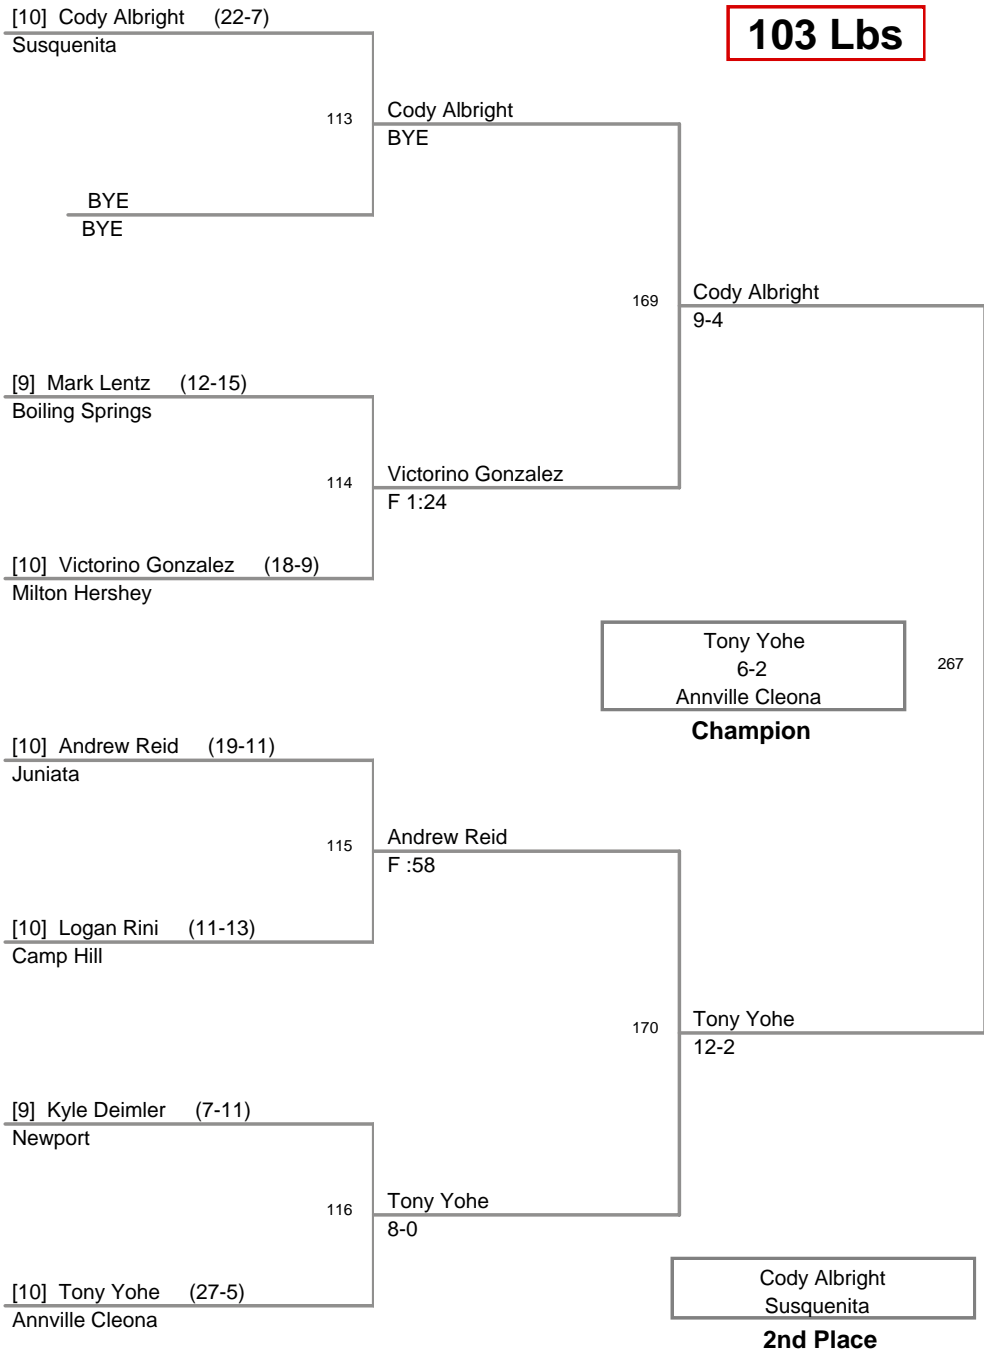 [10] Cody Albright (22-7)
Susquenita
103 Lbs
113
Cody Albright
BYE
BYE
BYE
169
Cody Albright
9-4
[9] Mark Lentz (12-15)
Boiling Springs
114
Victorino Gonzalez
F 1:24
[10] Victorino Gonzalez (18-9)
Milton Hershey
Tony Yohe
6-2
Annville Cleona
Champion
267
[10] Andrew Reid (19-11)
Juniata
115
Andrew Reid
F :58
[10] Logan Rini (11-13)
Camp Hill
170
Tony Yohe
12-2
[9] Kyle Deimler (7-11)
Newport
116
Tony Yohe
8-0
[10] Tony Yohe (27-5)
Annville Cleona
Cody Albright
Susquenita
2nd Place